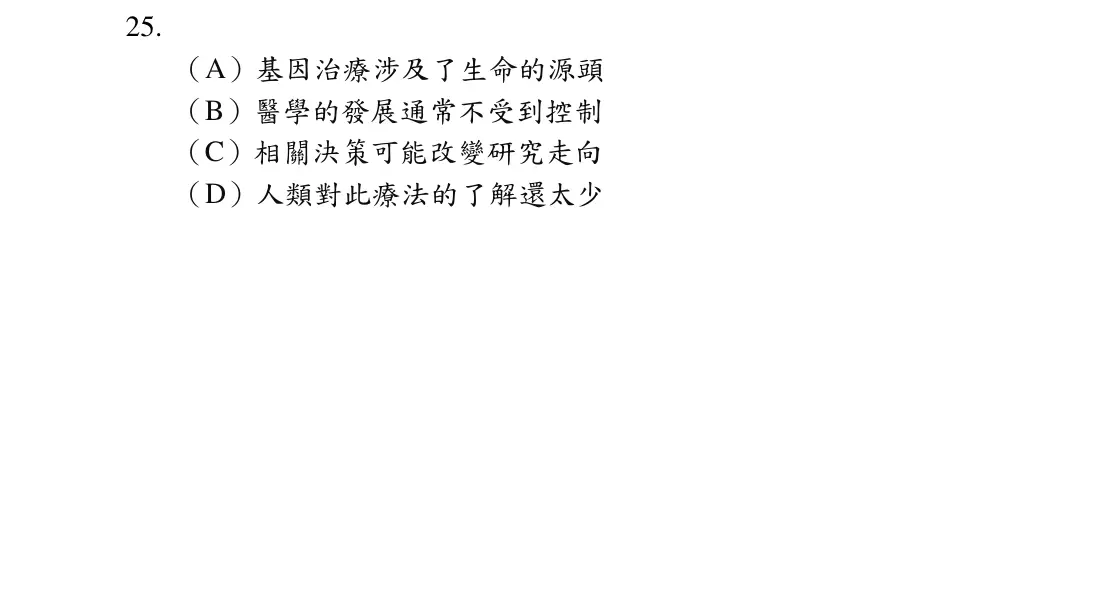 25.
（A）基因治療涉及了生命的源頭
（B）醫學的發展通常不受到控制
（C）相關決策可能改變研究走向
（D）人類對此療法的了解還太少